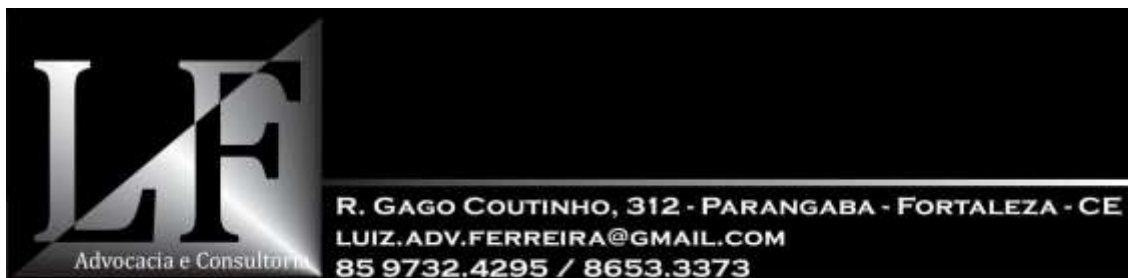 LF
Advocacia e Consultoria
R. GAGO COUTINHO, 312 - PARANGABA - FORTALEZA - CE
LUIZ.ADV.FERREIRA@GMAIL.COM
85 9732.4295 / 8653.3373